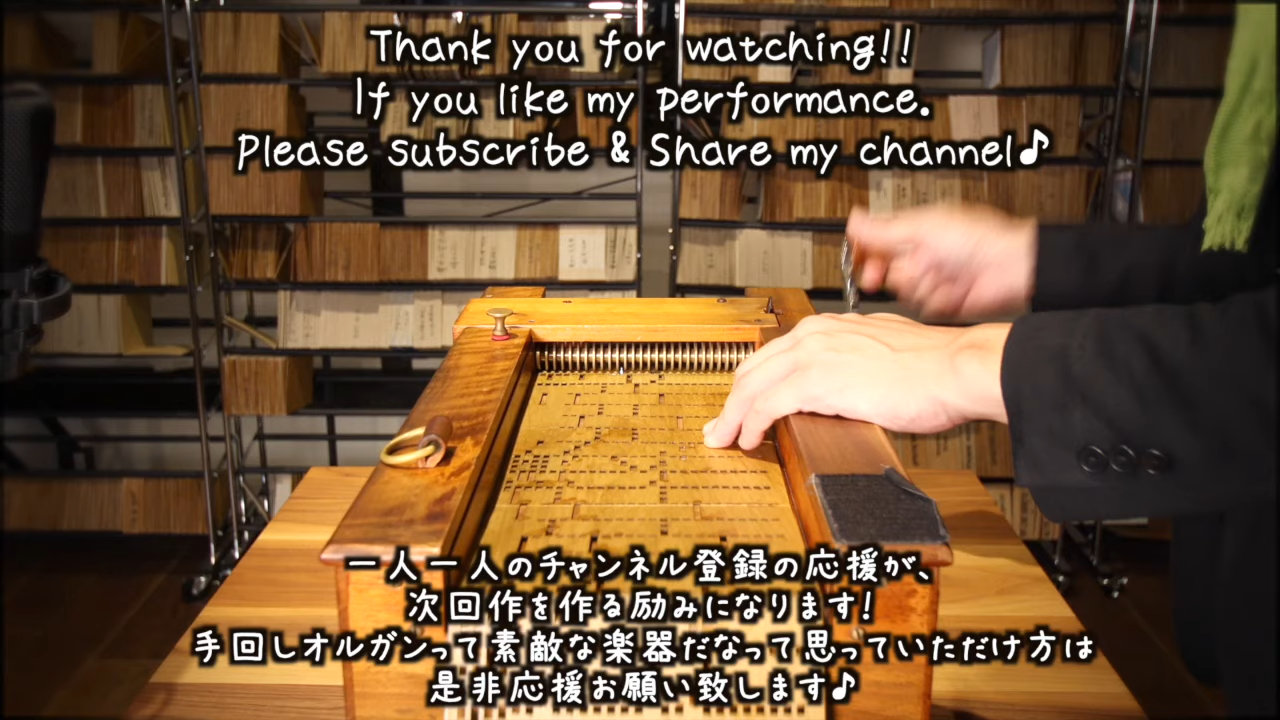 Thank you for watching!!
If you like my performance.
Please subscribe & Share my channel♪
一人一人のチャンネル登録の応援が、
次回作を作る励みになります!
手回しオルガンって素敵な楽器だなって思っていただけ方は
是非応援お願い致します♪